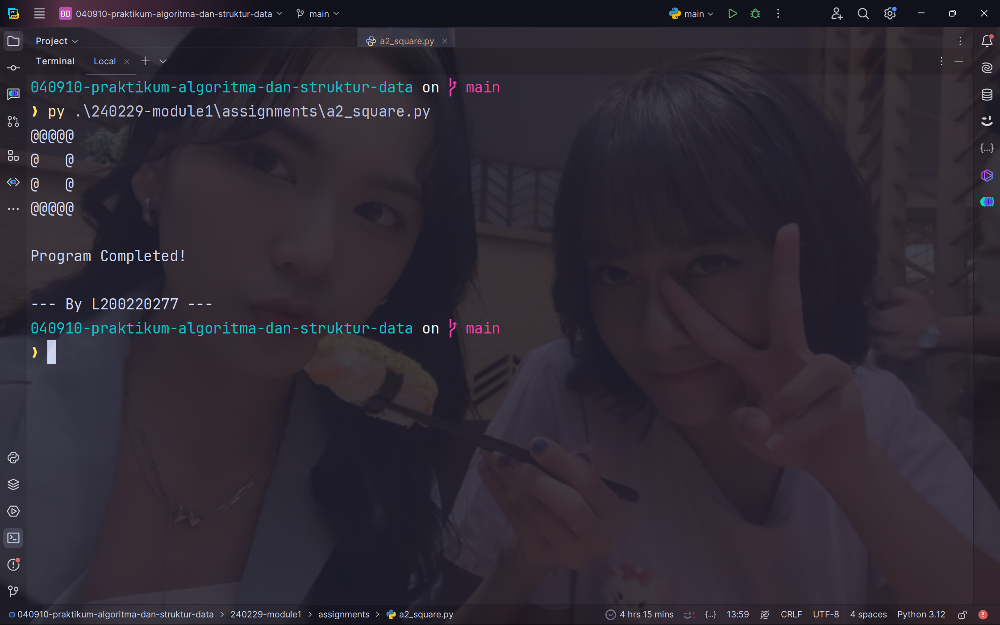 PC
EAP
0D 040910-praktikum-algoritma-dan-struktur-data main main
Project a2_square.py
Terminal Local
040910-praktikum-algoritma-dan-struktur-data on main
❱ py .\240229-module1\assignments\a2_square.py
@@@@@
@   @
@   @
@@@@@
Program Completed!
--- By L200220277 ---
040910-praktikum-algoritma-dan-struktur-data on main
❱
040910-praktikum-algoritma-dan-struktur-data > 240229-module1 > assignments > a2_square.py 4 hrs 15 mins {...} 13:59 CRLF UTF-8 4 spaces Python 3.12